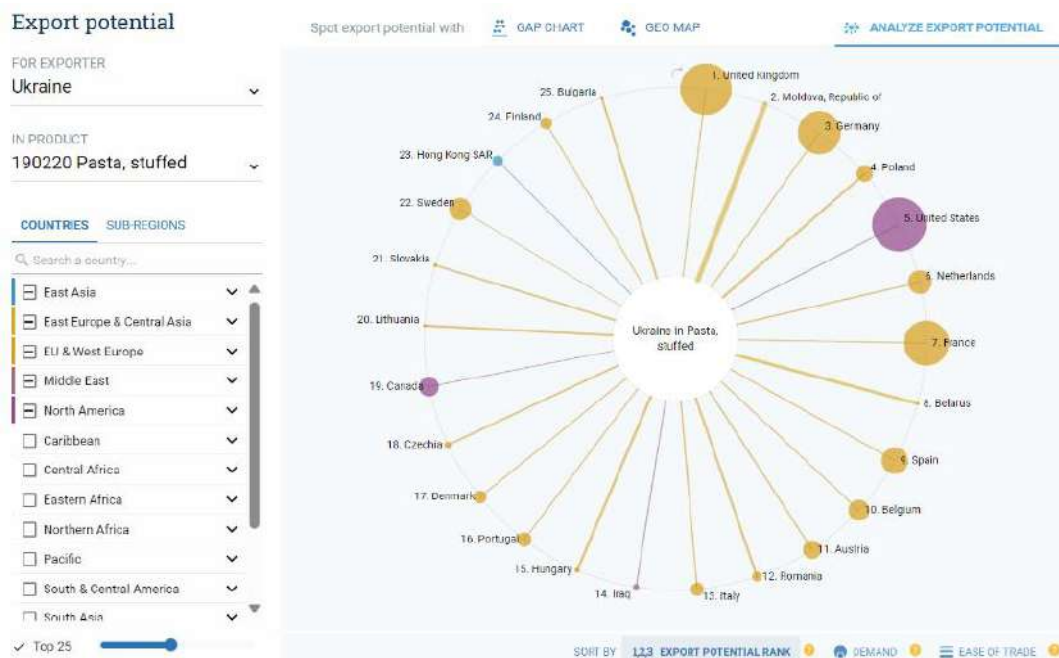 Export potential
Spot export potential with
GAP CHART
GEO MAP
ANALYZE EXPORT POTENTIAL
FOR EXPORTER
Ukraine
IN PRODUCT
190220 Pasta, stuffed
COUNTRIES
SUB-REGIONS
Search a country...
East Asia
East Europe & Central Asia
EU & West Europe
Middle East
North America
Caribbean
Central Africa
Eastern Africa
Northern Africa
Pacific
South & Central America
South Asia
Top 25
Ukraine in Pasta,
stuffed
1. United Kingdom
2. Moldova, Republic of
3. Germany
4. Poland
5. United States
6. Netherlands
7. France
8. Belarus
9. Spain
10. Belgium
11. Austria
12. Romania
13. Italy
14. Iraq
15. Hungary
16. Portugal
17. Denmark
18. Czechia
19. Canada
20. Lithuania
21. Slovakia
22. Sweden
23. Hong Kong SAR
24. Finland
25. Bulgaria
SORT BY
1,2,3 EXPORT POTENTIAL RANK
DEMAND
EASE OF TRADE